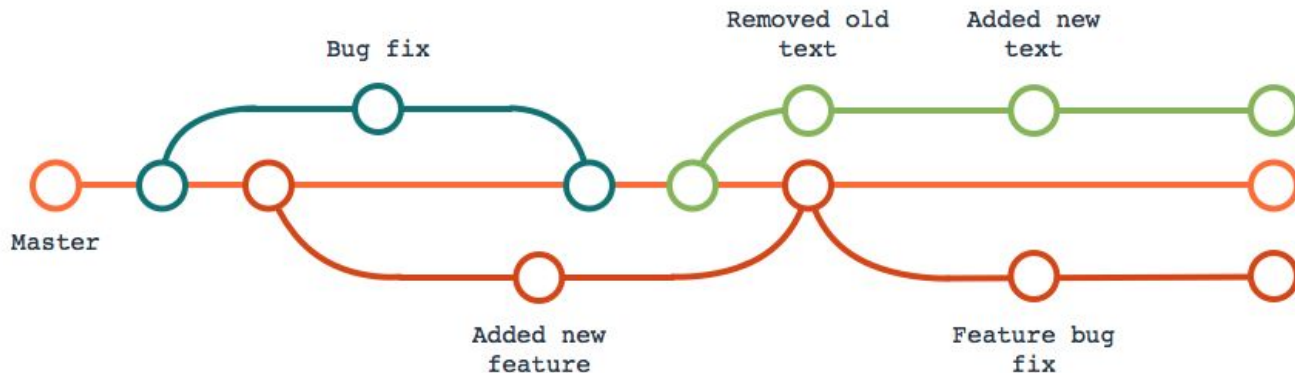 Bug fix
Removed old
text
Added new
text
Master
Added new
feature
Feature bug
fix